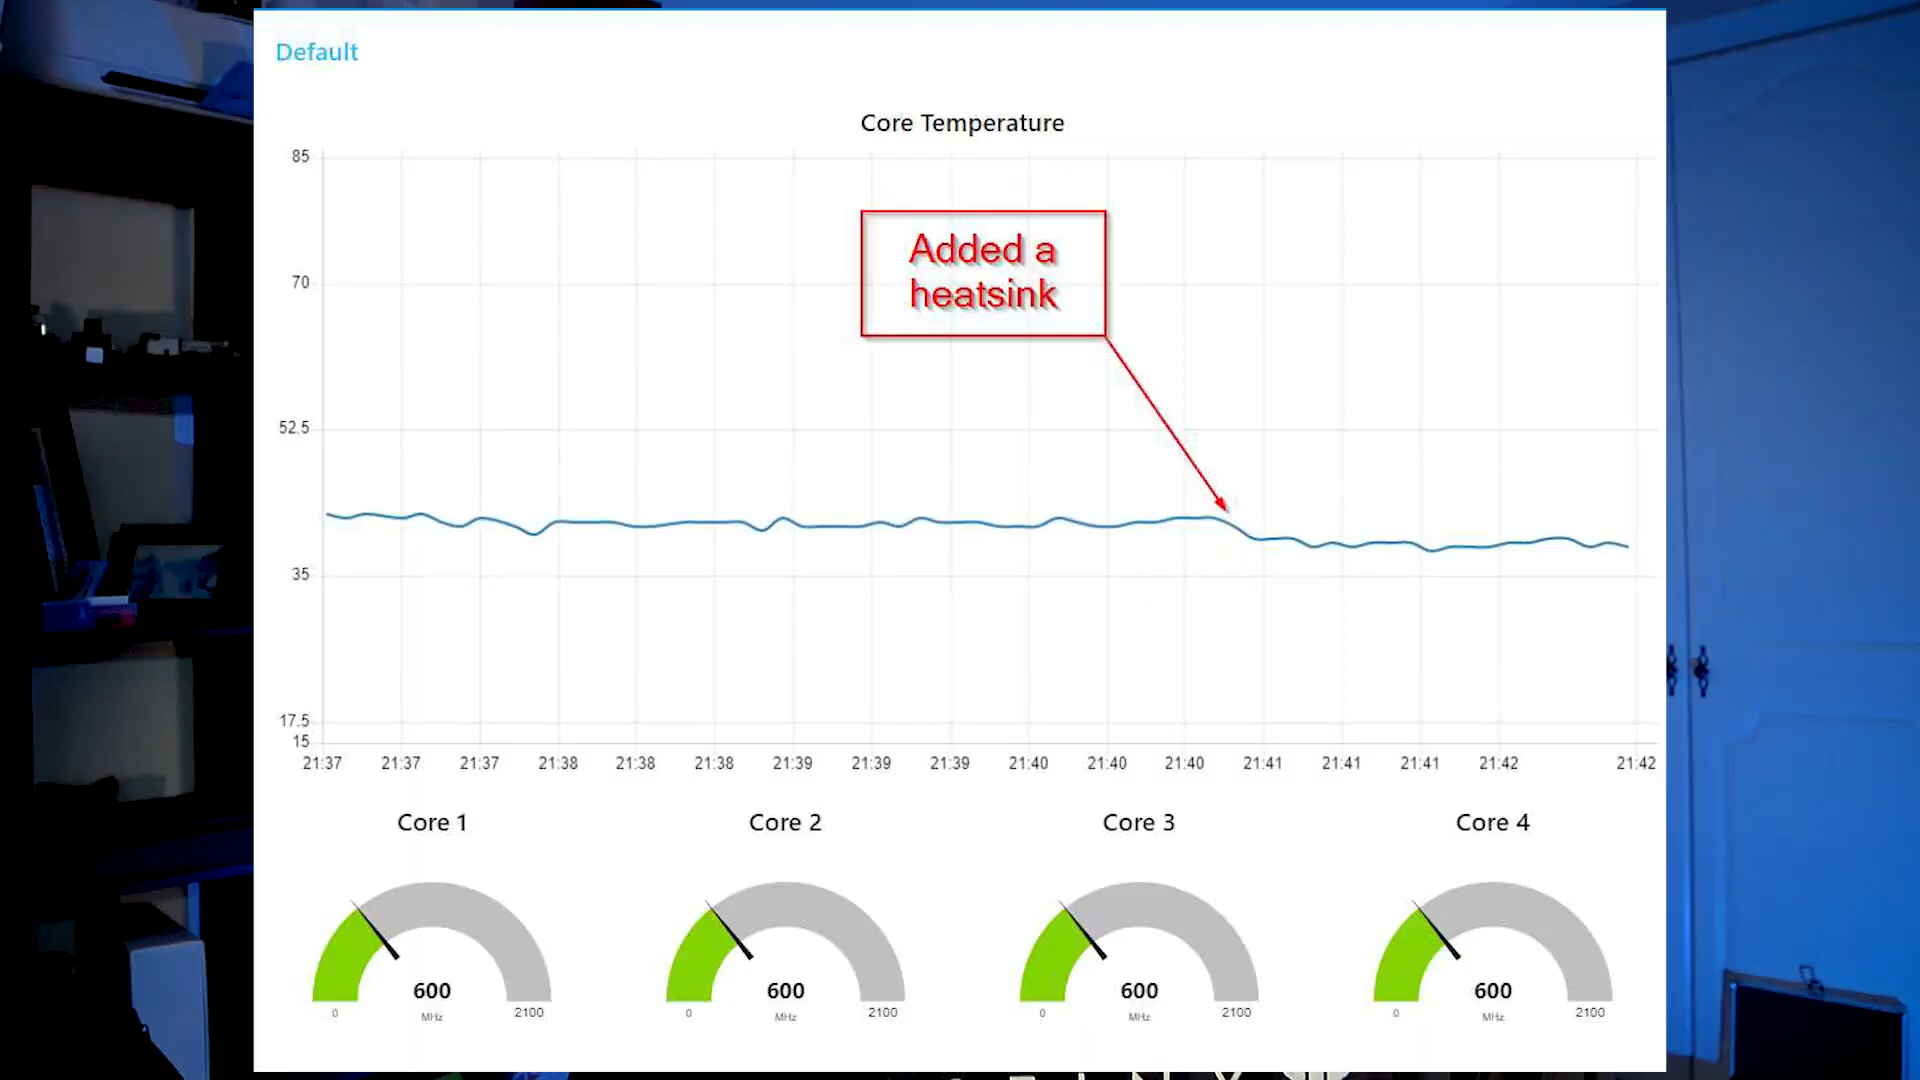 Default
Core Temperature
85
Added a
heatsink
70
52.5
35
17.5
15
21:37 21:37 21:37 21:38 21:38 21:38 21:39 21:39 21:39 21:40 21:40 21:40 21:41 21:41 21:41 21:42 21:42
Core 1 Core 2 Core 3 Core 4
600 600 600 600
0 MHz 2100 0 MHz 2100 0 MHz 2100 0 MHz 2100